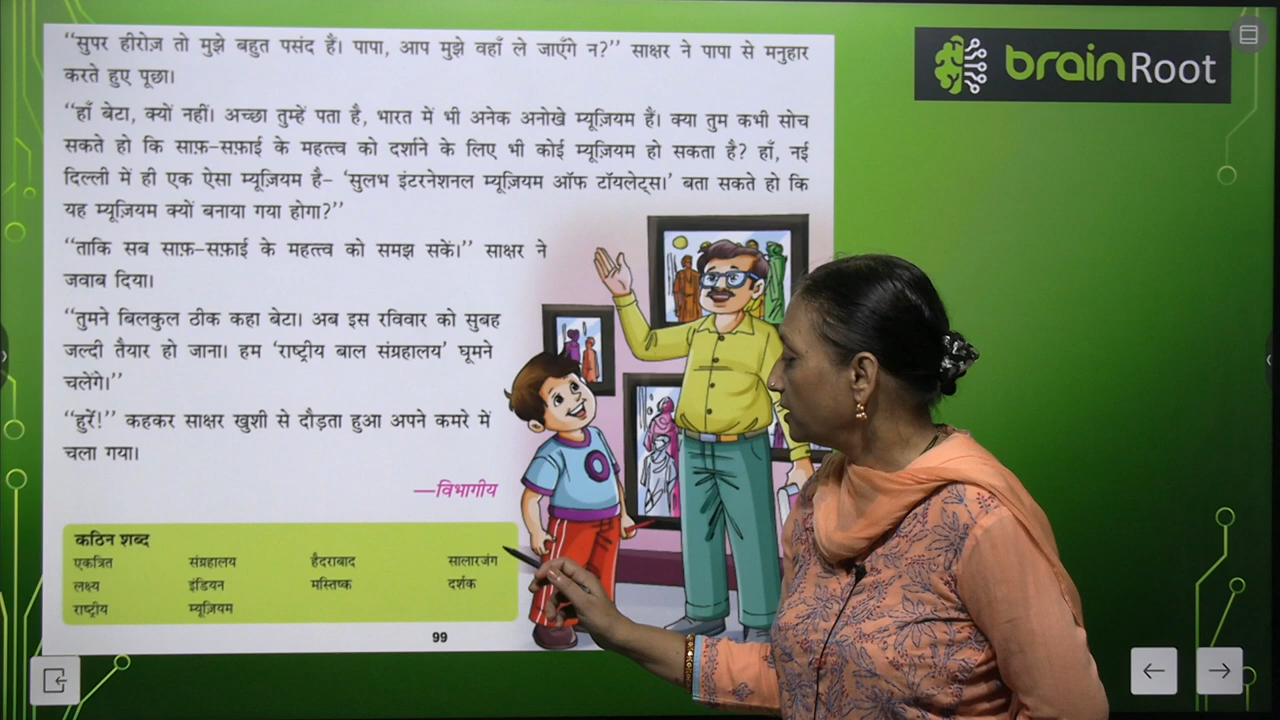 “सुपर हीरोज़ तो मुझे बहुत पसंद हैं। पापा, आप मुझे वहाँ ले जाएँगे न?” साक्षर ने पापा से मनुहार
करते हुए पूछा।
“हाँ बेटा, क्यों नहीं। अच्छा तुम्हें पता है, भारत में भी अनेक अनोखे म्यूज़ियम हैं। क्या तुम कभी सोच
सकते हो कि साफ़-सफ़ाई के महत्त्व को दर्शाने के लिए भी कोई म्यूज़ियम हो सकता है? हाँ, नई
दिल्ली में ही एक ऐसा म्यूज़ियम है– ‘सुलभ इंटरनेशनल म्यूज़ियम ऑफ टॉयलेट्स।’ बता सकते हो कि
यह म्यूज़ियम क्यों बनाया गया होगा?”
“ताकि सब साफ़-सफ़ाई के महत्त्व को समझ सकें।” साक्षर ने
जवाब दिया।
“तुमने बिलकुल ठीक कहा बेटा। अब इस रविवार को सुबह
जल्दी तैयार हो जाना। हम ‘राष्ट्रीय बाल संग्रहालय’ घूमने
चलेंगे।”
“हुर्रे!” कहकर साक्षर खुशी से दौड़ता हुआ अपने कमरे में
चला गया।
—विभागीय
कठिन शब्द
एकत्रित संग्रहालय हैदराबाद सालारजंग
लक्ष्य इंडियन मस्तिष्क दर्शक
राष्ट्रीय म्यूज़ियम
99
brain Root